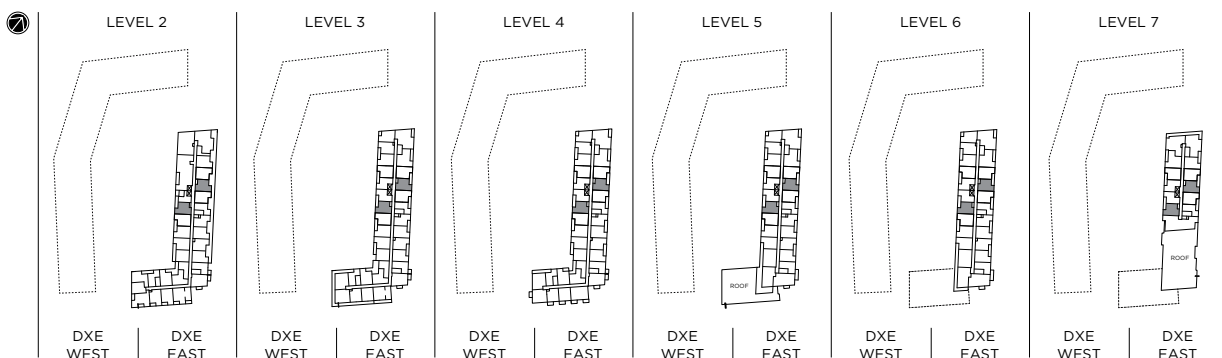 LEVEL 2
LEVEL 3
LEVEL 4
LEVEL 5
LEVEL 6
LEVEL 7
ROOF
ROOF
DXE
WEST
DXE
EAST
DXE
WEST
DXE
EAST
DXE
WEST
DXE
EAST
DXE
WEST
DXE
EAST
DXE
WEST
DXE
EAST
DXE
WEST
DXE
EAST